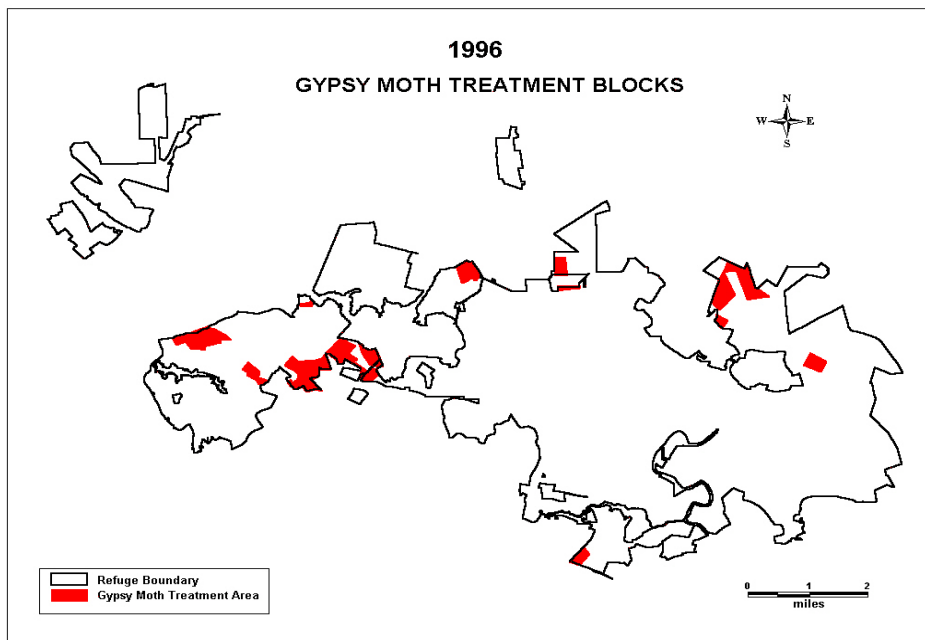 1996
GYPSY MOTH TREATMENT BLOCKS
N
W E
S
Refuge Boundary
Gypsy Moth Treatment Area
0 1 2
miles